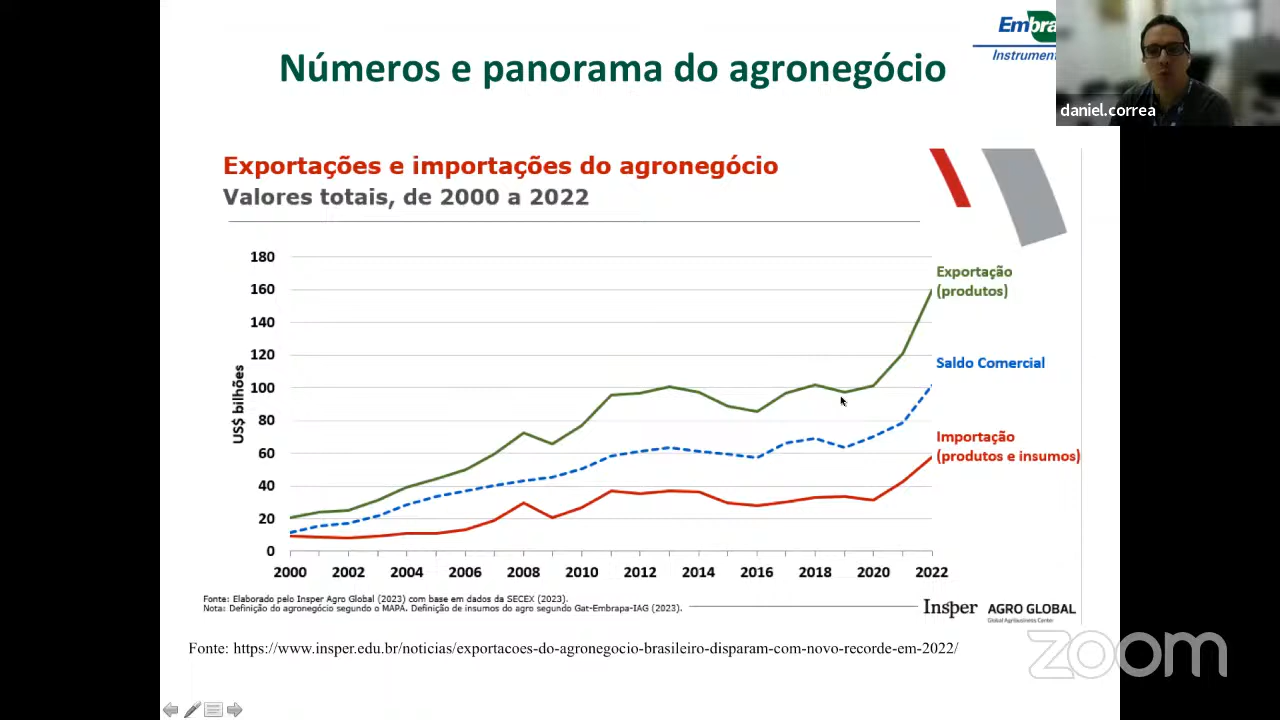 Números e panorama do agronegócio
Embra
Instrument
daniel.correa
Exportações e importações do agronegócio
Valores totais, de 2000 a 2022
US$ bilhões
180
160
140
120
100
80
60
40
20
0
2000 2002 2004 2006 2008 2010 2012 2014 2016 2018 2020 2022
Exportação
(produtos)
Saldo Comercial
Importação
(produtos e insumos)
Fonte: Elaborado pelo Insper Agro Global (2023) com base em dados da SECEX (2023).
Nota: Definição do agronegócio segundo o MAPA. Definição de insumos do agro segundo Gat-Embrapa-IAG (2023).
Insper AGRO GLOBAL
Global Agribusiness Center
Fonte: https://www.insper.edu.br/noticias/exportacoes-do-agronegocio-brasileiro-disparam-com-novo-recorde-em-2022/
zoom